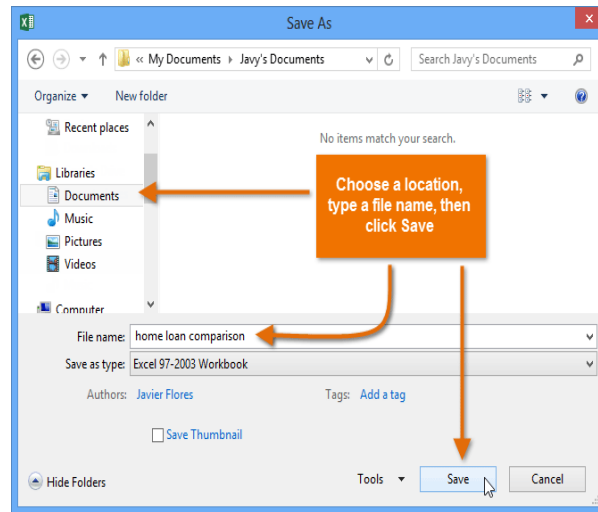 Save As
« My Documents ▸ Javy's Documents
Search Javy's Documents
Organize
New folder
Recent places
No items match your search.
Libraries
Documents
Music
Pictures
Videos
Computer
Choose a location,
type a file name, then
click Save
File name: home loan comparison
Save as type: Excel 97-2003 Workbook
Authors: Javier Flores Tags: Add a tag
Save Thumbnail
Hide Folders
Tools
Save
Cancel